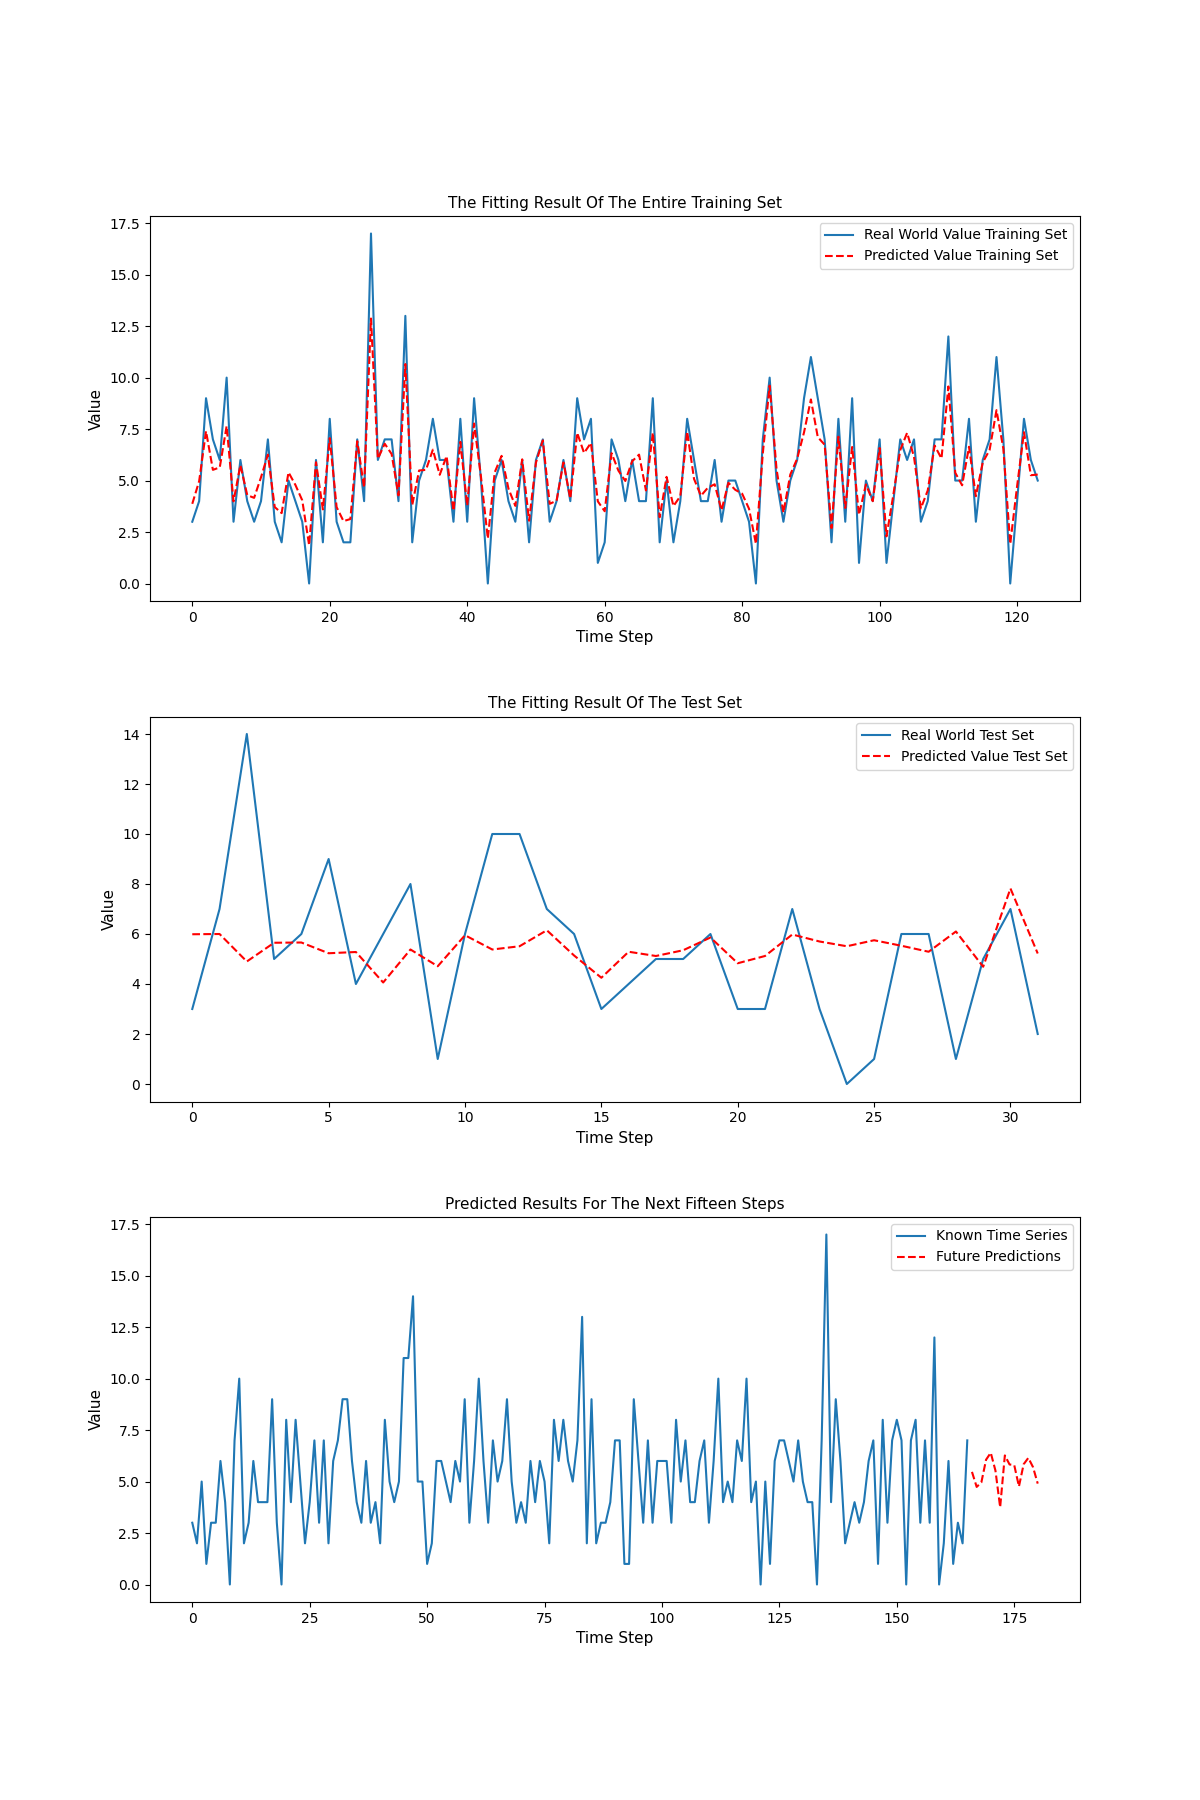 The Fitting Result Of The Entire Training Set
17.5
15.0
12.5
10.0
7.5
5.0
2.5
0.0
Value
Real World Value Training Set
Predicted Value Training Set
0 20 40 60 80 100 120
Time Step
The Fitting Result Of The Test Set
14
12
10
8
6
4
2
0
Value
Real World Test Set
Predicted Value Test Set
0 5 10 15 20 25 30
Time Step
Predicted Results For The Next Fifteen Steps
17.5
15.0
12.5
10.0
7.5
5.0
2.5
0.0
Value
Known Time Series
Future Predictions
0 25 50 75 100 125 150 175
Time Step